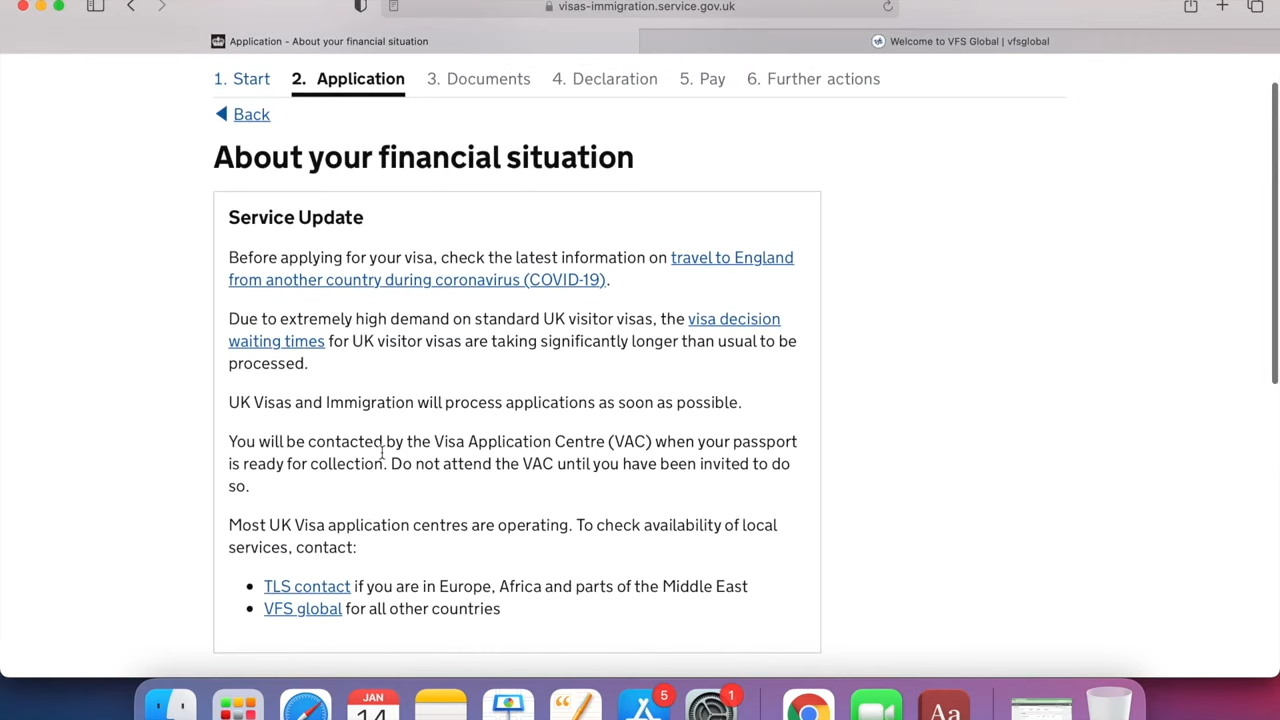 visas-immigration.service.gov.uk
Application - About your financial situation
Welcome to VFS Global | vfsglobal
1. Start 2. Application 3. Documents 4. Declaration 5. Pay 6. Further actions
Back
About your financial situation
Service Update
Before applying for your visa, check the latest information on travel to England
from another country during coronavirus (COVID-19).
Due to extremely high demand on standard UK visitor visas, the visa decision
waiting times for UK visitor visas are taking significantly longer than usual to be
processed.
UK Visas and Immigration will process applications as soon as possible.
You will be contacted by the Visa Application Centre (VAC) when your passport
is ready for collection. Do not attend the VAC until you have been invited to do
so.
Most UK Visa application centres are operating. To check availability of local
services, contact:
• TLS contact if you are in Europe, Africa and parts of the Middle East
• VFS global for all other countries
JAN
14
5
1
Aa